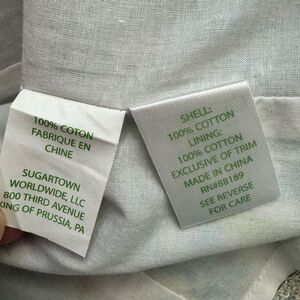 100% COTON
FABRIQUE EN
CHINE
SUGARTOWN
WORLDWIDE, LLC
800 THIRD AVENUE
KING OF PRUSSIA, PA
SHELL:
100% COTTON
LINING:
100% COTTON
EXCLUSIVE OF TRIM
MADE IN CHINA
RN#88189
SEE REVERSE
FOR CARE